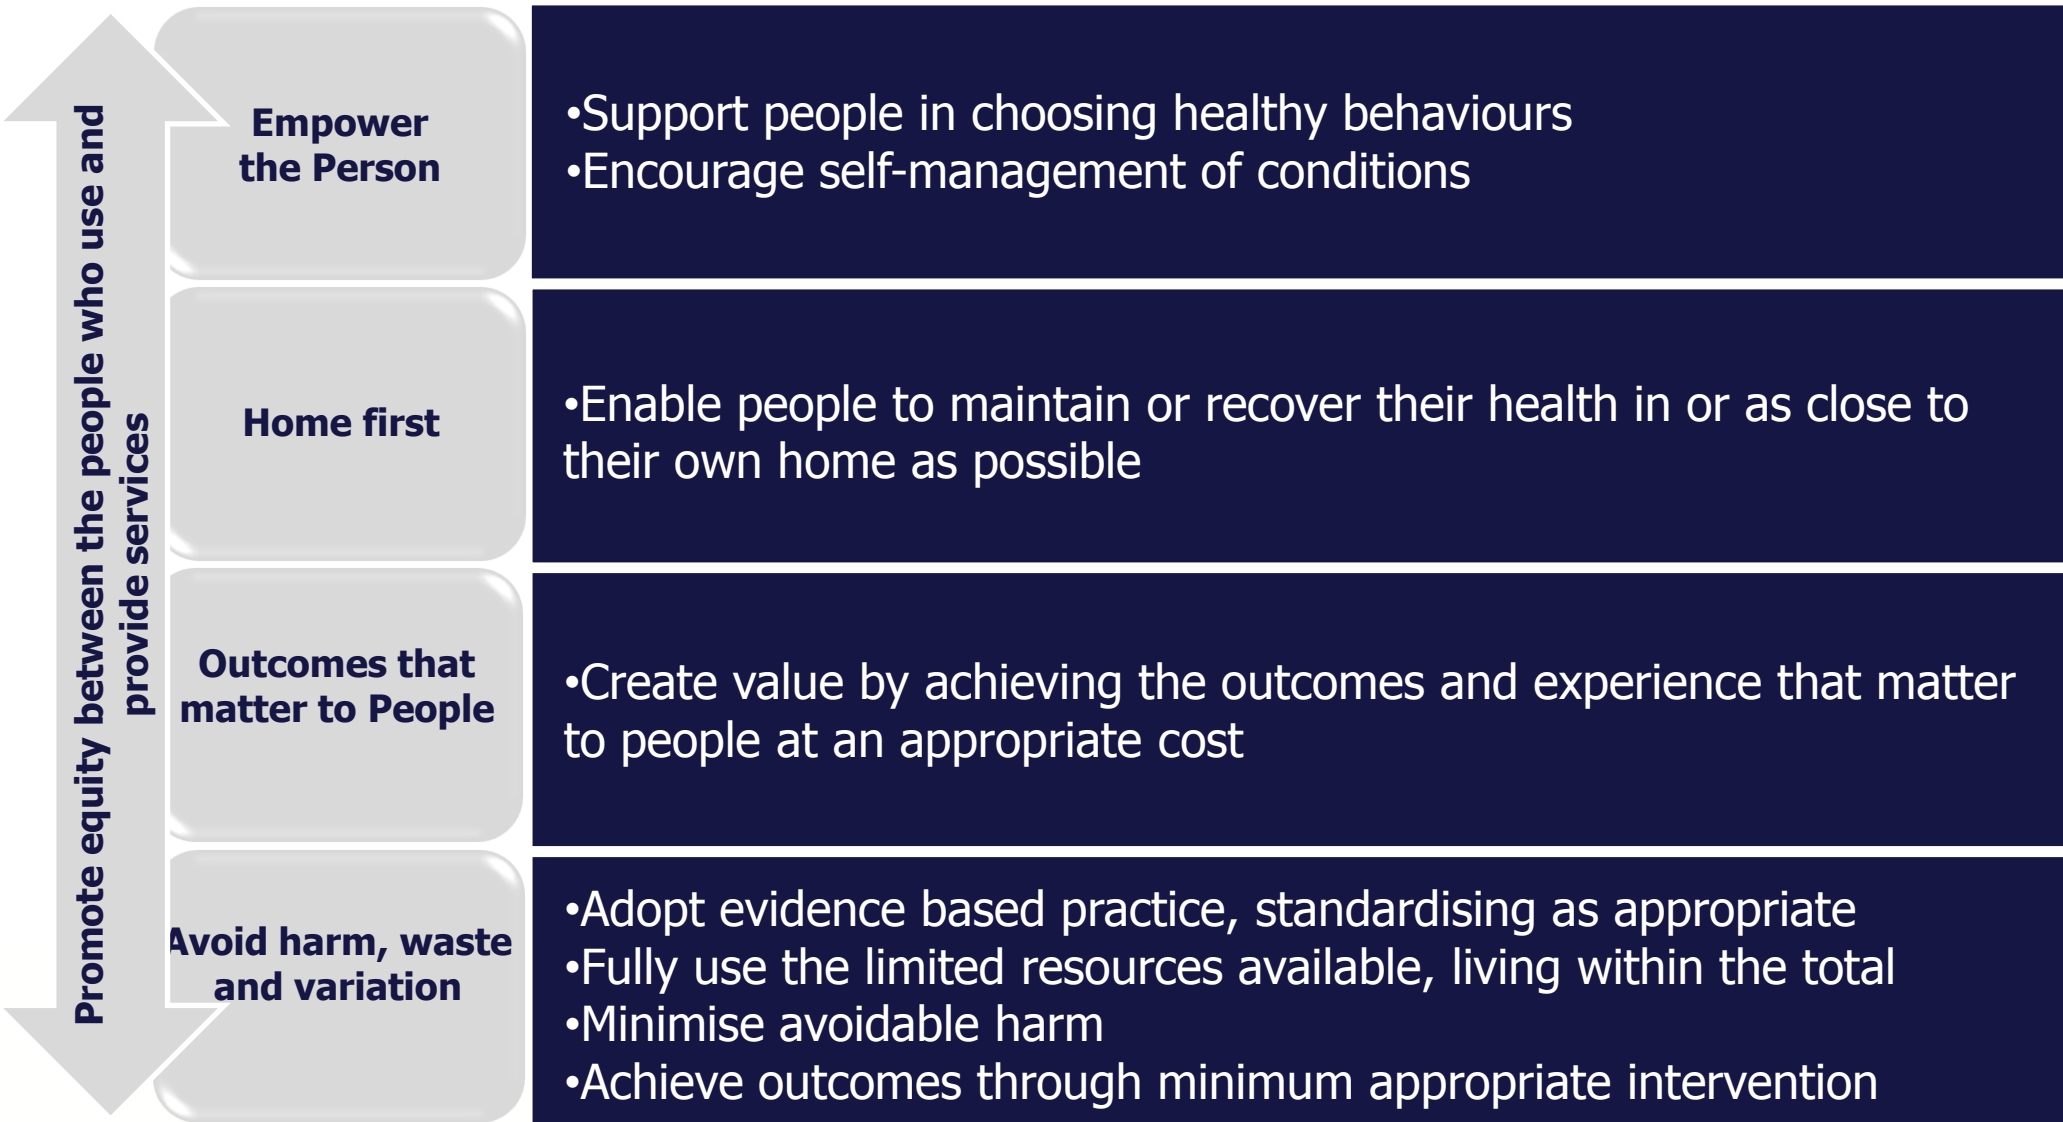 Promote equity between the people who use and
provide services
Empower
the Person
•Support people in choosing healthy behaviours
•Encourage self-management of conditions
Home first
•Enable people to maintain or recover their health in or as close to
their own home as possible
Outcomes that
matter to People
•Create value by achieving the outcomes and experience that matter
to people at an appropriate cost
Avoid harm, waste
and variation
•Adopt evidence based practice, standardising as appropriate
•Fully use the limited resources available, living within the total
•Minimise avoidable harm
•Achieve outcomes through minimum appropriate intervention